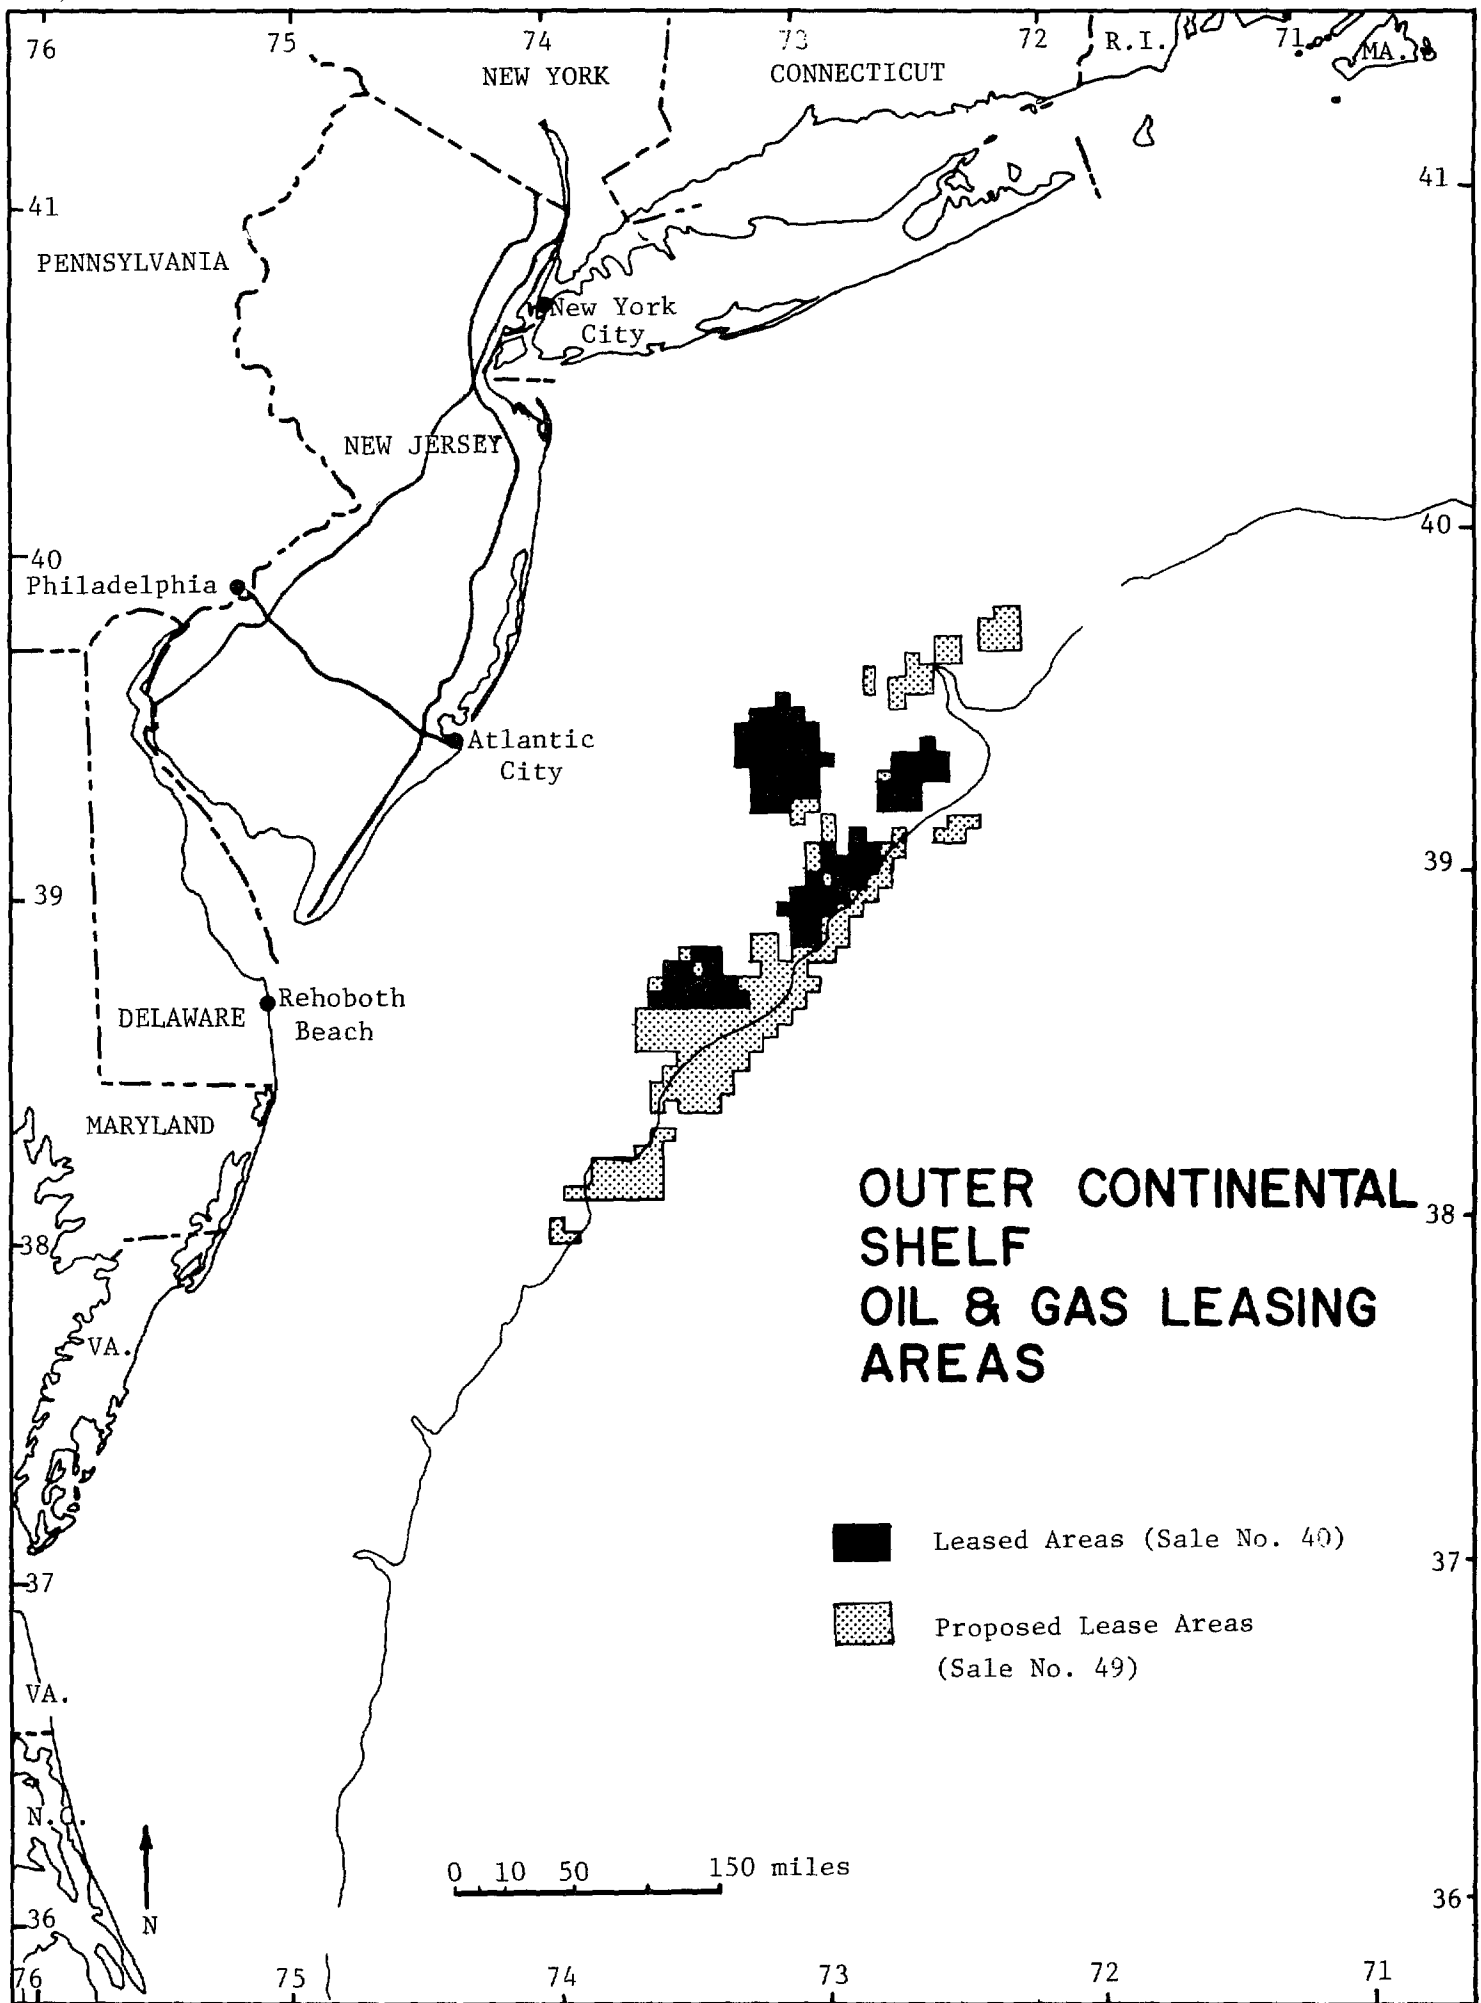 76 75 74 73 72 71
R.I.
MA.
NEW YORK
CONNECTICUT
41
41
PENNSYLVANIA
New York
City
NEW JERSEY
40
40
Philadelphia
Atlantic
City
39
39
Rehoboth
Beach
DELAWARE
MARYLAND
OUTER CONTINENTAL
SHELF
OIL & GAS LEASING
AREAS
38
38
VA.
Leased Areas (Sale No. 40)
37
37
Proposed Lease Areas
(Sale No. 49)
VA.
N.C.
0 10 50 150 miles
N
36
36
76 75 74 73 72 71